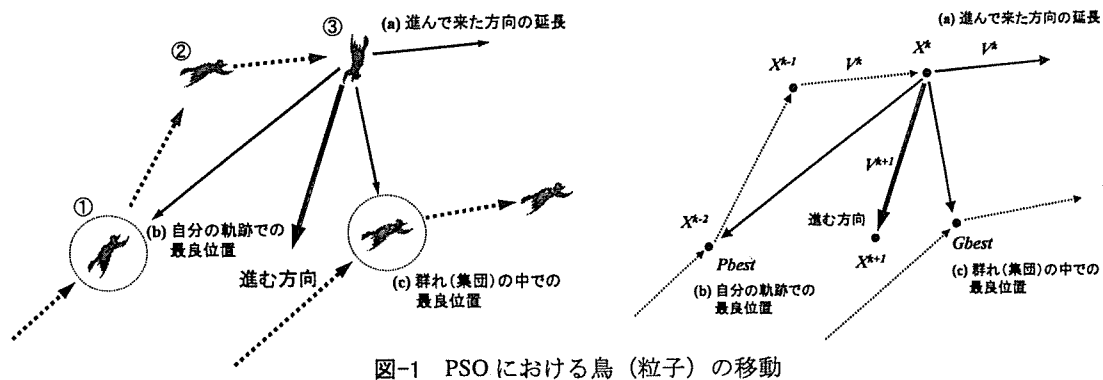 ③
(a) 進んで来た方向の延長
②
①
(b) 自分の軌跡での
最良位置
進む方向
(c) 群れ(集団)の中での
最良位置
(a) 進んで来た方向の延長
X^k
V^k
X^{k-1}
V^k
V^{k+1}
X^{k-2}
進む方向
Pbest
Gbest
X^{k+1}
(b) 自分の軌跡での
最良位置
(c) 群れ(集団)の中での
最良位置
図-1 PSO における鳥（粒子）の移動